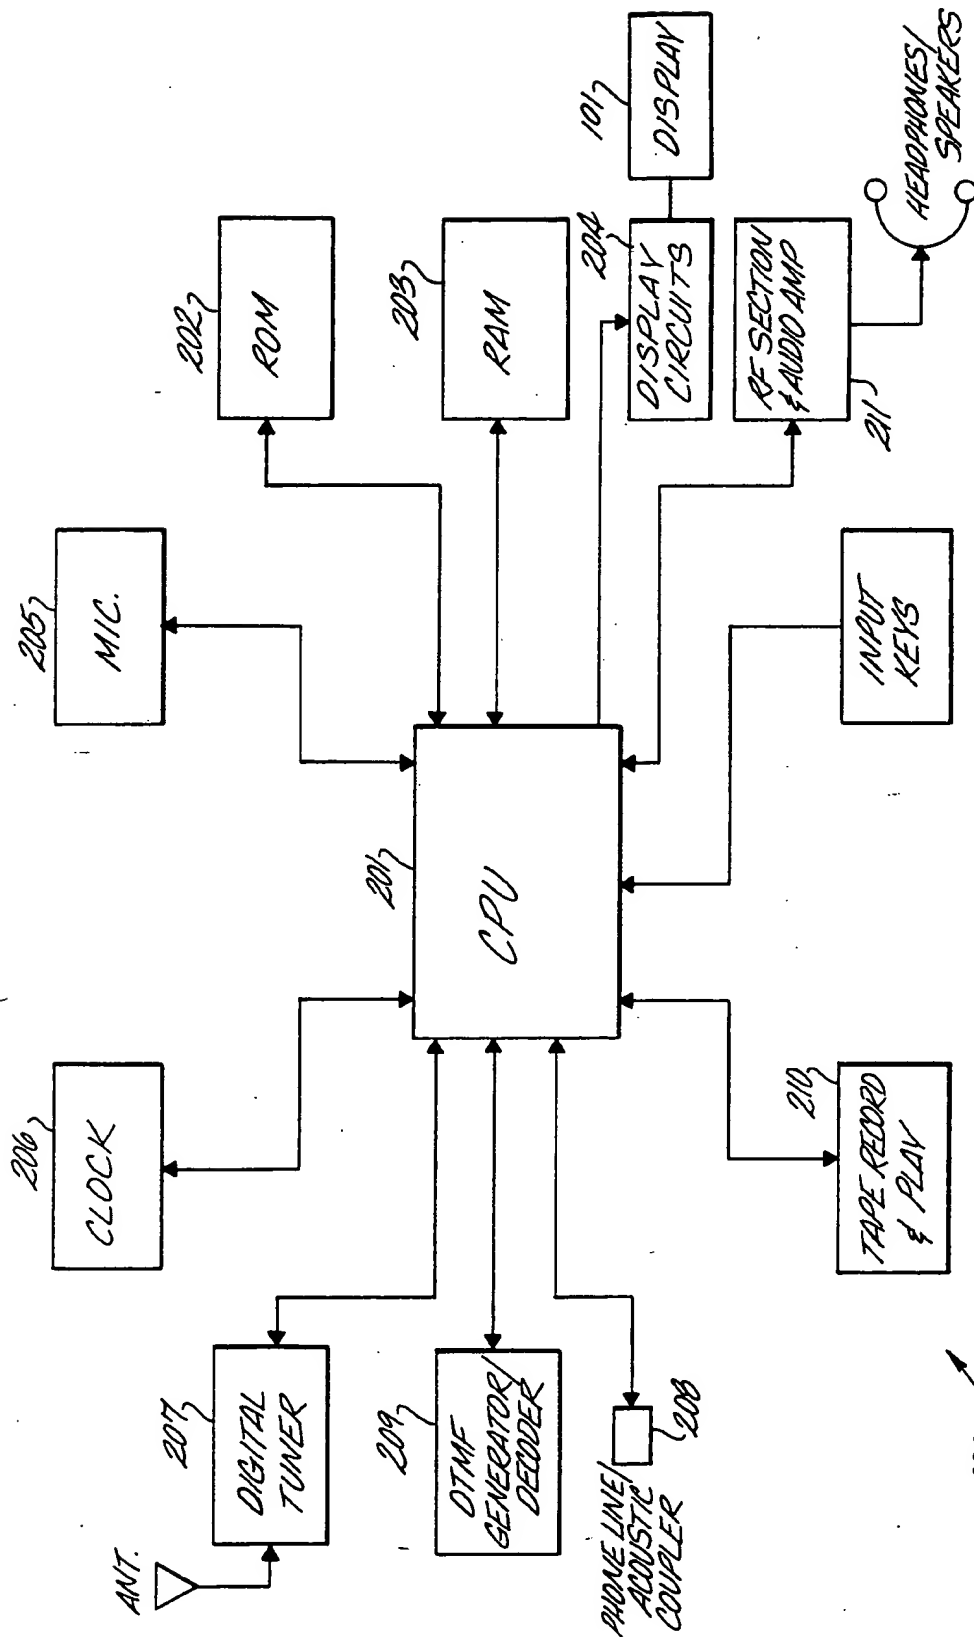 ANT.
207
DIGITAL
TUNER
209
DTMF
GENERATOR/
DECODER
PHONE LINE/
ACOUSTIC
COUPLER
208
206
CLOCK
205
MIC.
201
CPU
210
TAPE RECORD
& PLAY
INPUT
KEYS
202
ROM
203
RAM
204
DISPLAY
CIRCUITS
101
DISPLAY
RF SECTION
& AUDIO AMP
211
HEADPHONES/
SPEAKERS